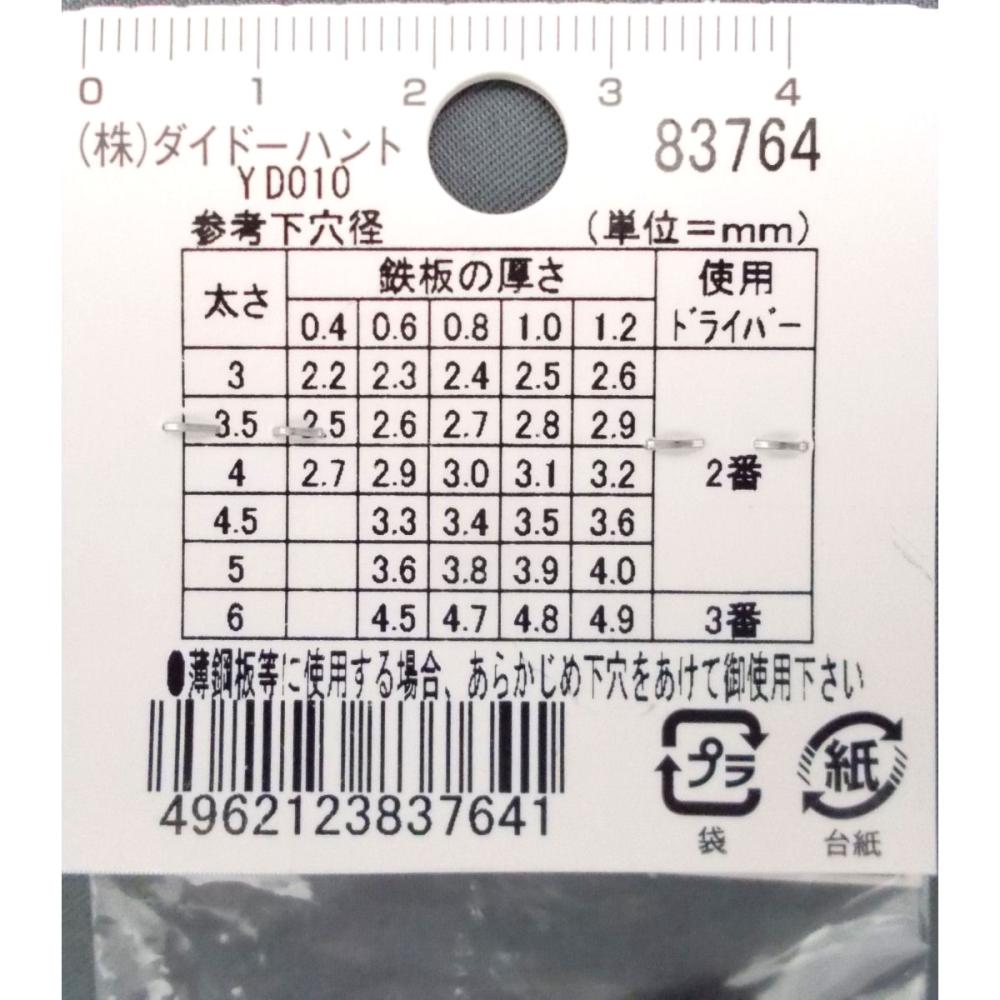 0 1 2 3 4
(株)ダイドーハント 83764
YD010
参考下穴径 (単位=mm)
太さ 鉄板の厚さ 使用ドライバー
0.4 0.6 0.8 1.0 1.2
3 2.2 2.3 2.4 2.5 2.6
3.5 2.5 2.6 2.7 2.8 2.9
4 2.7 2.9 3.0 3.1 3.2 2番
4.5 3.3 3.4 3.5 3.6
5 3.6 3.8 3.9 4.0
6 4.5 4.7 4.8 4.9 3番
●薄鋼板等に使用する場合、あらかじめ下穴をあけて御使用下さい
プラ 紙
4962123837641
袋 台紙